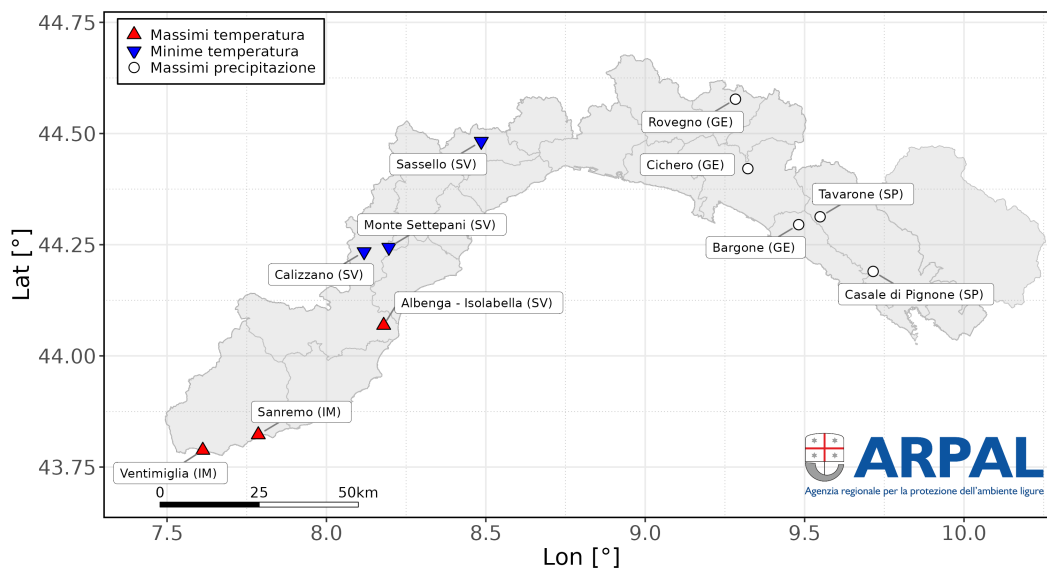 44.75
44.50
44.25
44.00
43.75
Lat [°]
Massimi temperatura
Minime temperatura
Massimi precipitazione
Rovegno (GE)
Sassello (SV)
Cichero (GE)
Tavarone (SP)
Monte Settepani (SV)
Bargone (GE)
Calizzano (SV)
Casale di Pignone (SP)
Albenga - Isolabella (SV)
Sanremo (IM)
Ventimiglia (IM)
0 25 50km
ARPAL
Agenzia regionale per la protezione dell'ambiente ligure
7.5 8.0 8.5 9.0 9.5 10.0
Lon [°]